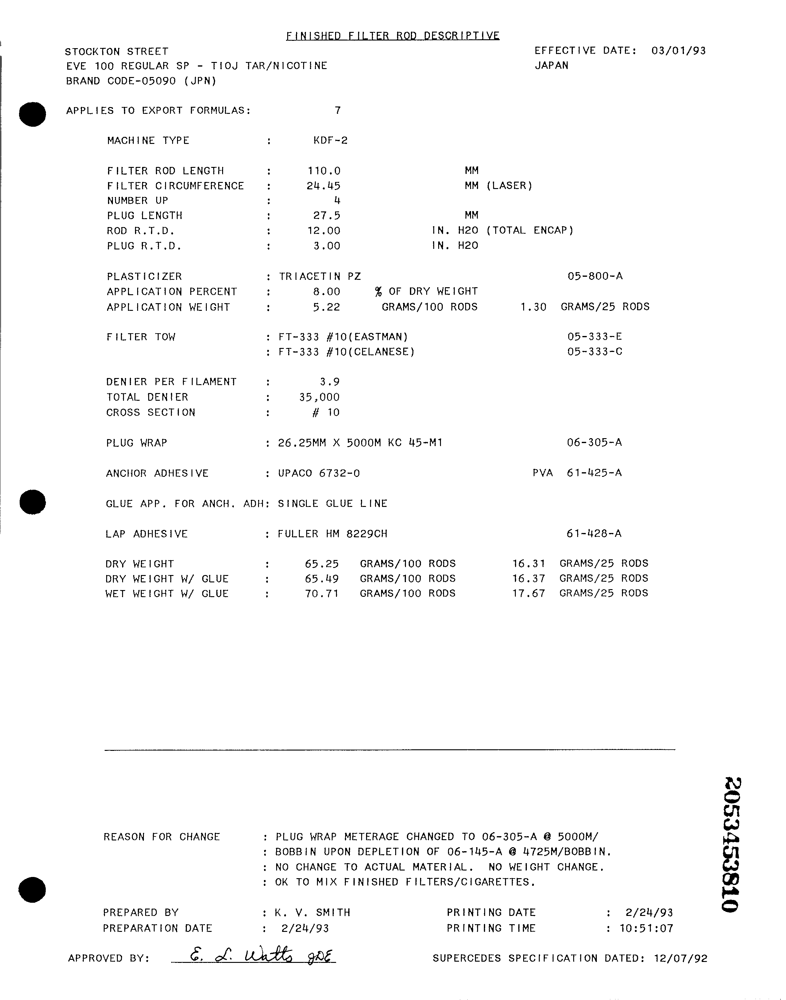 FINISHED FILTER ROD DESCRIPTIVE
STOCKTON STREET EFFECTIVE DATE: 03/01/93
EVE 100 REGULAR SP - TIOJ TAR/NICOTINE JAPAN
BRAND CODE-05090 (JPN)
APPLIES TO EXPORT FORMULAS: 7
MACHINE TYPE : KDF-2
FILTER ROD LENGTH : 110.0 MM
FILTER CIRCUMFERENCE : 24.45 MM (LASER)
NUMBER UP : 4
PLUG LENGTH : 27.5 MM
ROD R.T.D. : 12.00 IN. H2O (TOTAL ENCAP)
PLUG R.T.D. : 3.00 IN. H2O
PLASTICIZER : TRIACETIN PZ 05-800-A
APPLICATION PERCENT : 8.00 % OF DRY WEIGHT
APPLICATION WEIGHT : 5.22 GRAMS/100 RODS 1.30 GRAMS/25 RODS
FILTER TOW : FT-333 #10(EASTMAN) 05-333-E
: FT-333 #10(CELANESE) 05-333-C
DENIER PER FILAMENT : 3.9
TOTAL DENIER : 35,000
CROSS SECTION : # 10
PLUG WRAP : 26.25MM X 5000M KC 45-M1 06-305-A
ANCHOR ADHESIVE : UPACO 6732-0 PVA 61-425-A
GLUE APP. FOR ANCH. ADH: SINGLE GLUE LINE
LAP ADHESIVE : FULLER HM 8229CH 61-428-A
DRY WEIGHT : 65.25 GRAMS/100 RODS 16.31 GRAMS/25 RODS
DRY WEIGHT W/ GLUE : 65.49 GRAMS/100 RODS 16.37 GRAMS/25 RODS
WET WEIGHT W/ GLUE : 70.71 GRAMS/100 RODS 17.67 GRAMS/25 RODS
2053453810
REASON FOR CHANGE : PLUG WRAP METERAGE CHANGED TO 06-305-A @ 5000M/
: BOBBIN UPON DEPLETION OF 06-145-A @ 4725M/BOBBIN.
: NO CHANGE TO ACTUAL MATERIAL. NO WEIGHT CHANGE.
: OK TO MIX FINISHED FILTERS/CIGARETTES.
PREPARED BY : K. V. SMITH PRINTING DATE : 2/24/93
PREPARATION DATE : 2/24/93 PRINTING TIME : 10:51:07
APPROVED BY: E. L. Watts SUPERCEDES SPECIFICATION DATED: 12/07/92